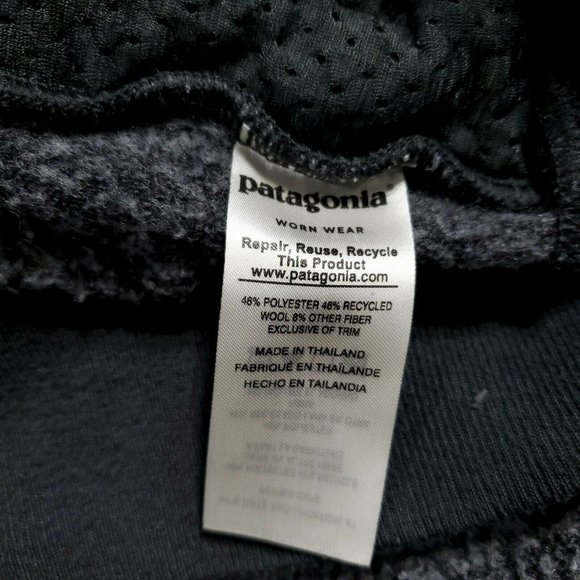 patagonia®
WORN WEAR
Repair, Reuse, Recycle
This Product
www.patagonia.com
46% POLYESTER 46% RECYCLED
WOOL 8% OTHER FIBER
EXCLUSIVE OF TRIM
MADE IN THAILAND
FABRIQUÉ EN THAÏLANDE
HECHO EN TAILANDIA